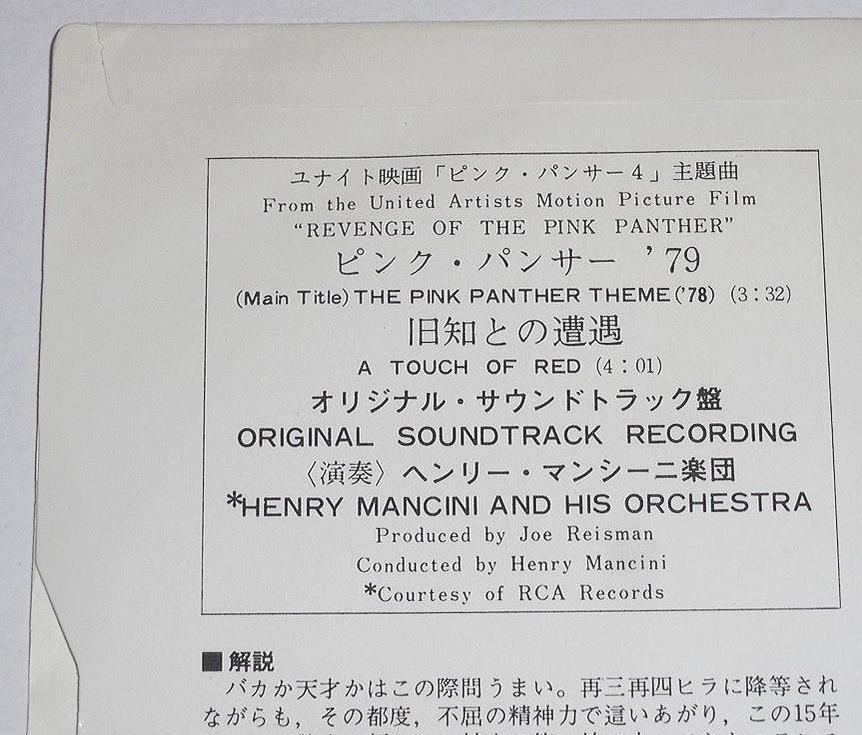 ユナイト映画「ピンク・パンサー4」主題曲
From the United Artists Motion Picture Film
“REVENGE OF THE PINK PANTHER”
ピンク・パンサー ’79
(Main Title) THE PINK PANTHER THEME (’78) (3：32)
旧知との遭遇
A TOUCH OF RED (4：01)
オリジナル・サウンドトラック盤
ORIGINAL SOUNDTRACK RECORDING
〈演奏〉ヘンリー・マンシーニ楽団
*HENRY MANCINI AND HIS ORCHESTRA
Produced by Joe Reisman
Conducted by Henry Mancini
*Courtesy of RCA Records
■解説
バカか天才かはこの際問うまい。再三再四ヒラに降等され
ながらも，その都度，不屈の精神力で這いあがり，この15年